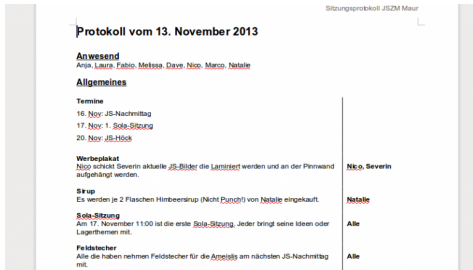 Sitzungsprotokoll JSZM Maur
Protokoll vom 13. November 2013
Anwesend
Anja, Laura, Fabio, Melissa, Dave, Nico, Marco, Natalie
Allgemeines
Termine
16. Nov: JS-Nachmittag
17. Nov: 1. Sola-Sitzung
20. Nov: JS-Höck
Werbeplakat
Nico schickt Severin aktuelle JS-Bilder die Laminiert werden und an der Pinnwand
aufgehängt werden.
Nico, Severin
Sirup
Es werden je 2 Flaschen Himbeersirup (Nicht Punch!) von Natalie eingekauft.
Natalie
Sola-Sitzung
Am 17. November 11:00 ist die erste Sola-Sitzung, Jeder bringt seine Ideen oder
Lagerthemen mit.
Alle
Feldstecher
Alle die haben nehmen Feldstecher für die Ameislis am nächsten JS-Nachmittag
mit.
Alle